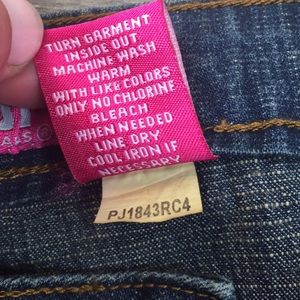 TURN GARMENT
INSIDE OUT
MACHINE WASH
WARM
WITH LIKE COLORS
ONLY NO CHLORINE
BLEACH
WHEN NEEDED
LINE DRY
COOL IRON IF
NECESSARY
PJ1843RC4